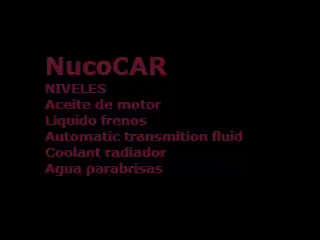 NucoCAR
NIVELES
Aceite de motor
Liquido frenos
Automatic transmition fluid
Coolant radiador
Agua parabrisas